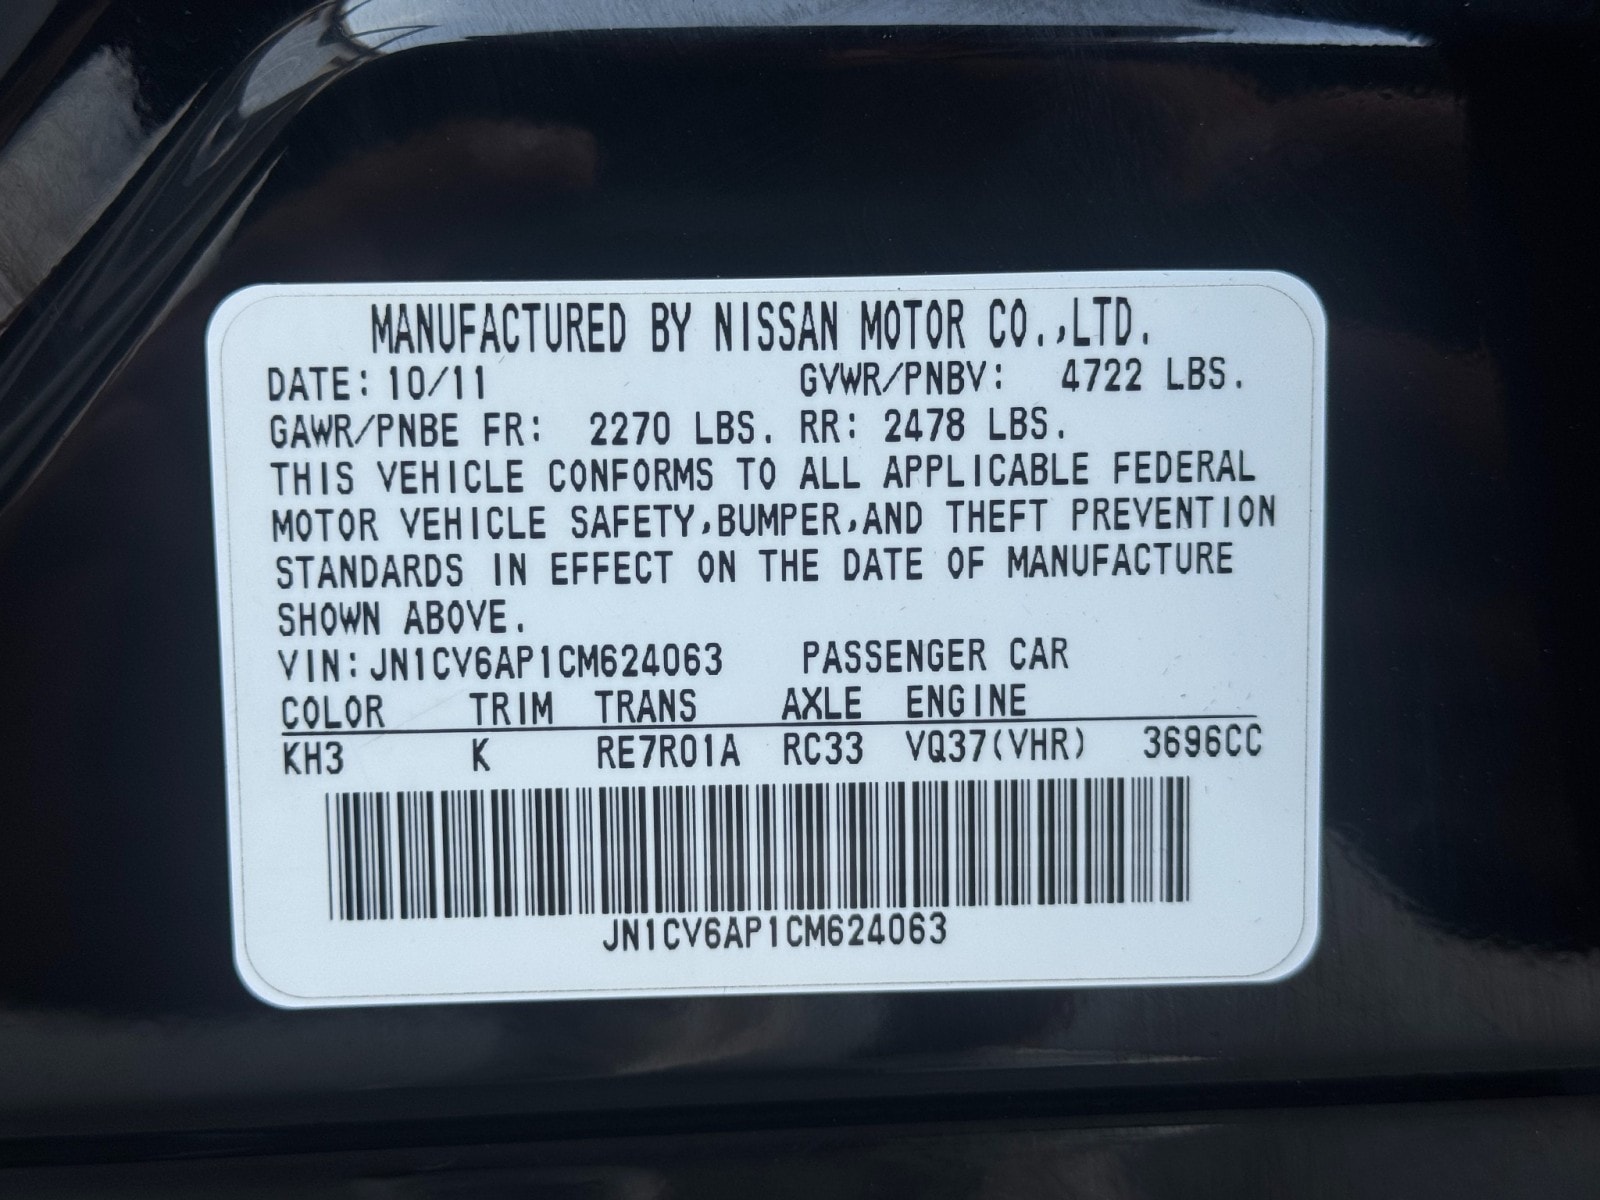 MANUFACTURED BY NISSAN MOTOR CO.,LTD.
DATE: 10/11 GVWR/PNBV: 4722 LBS.
GAWR/PNBE FR: 2270 LBS. RR: 2478 LBS.
THIS VEHICLE CONFORMS TO ALL APPLICABLE FEDERAL
MOTOR VEHICLE SAFETY,BUMPER,AND THEFT PREVENTION
STANDARDS IN EFFECT ON THE DATE OF MANUFACTURE
SHOWN ABOVE.
VIN: JN1CV6AP1CM624063 PASSENGER CAR
COLOR TRIM TRANS AXLE ENGINE
KH3 K RE7R01A RC33 VQ37(VHR) 3696CC
JN1CV6AP1CM624063